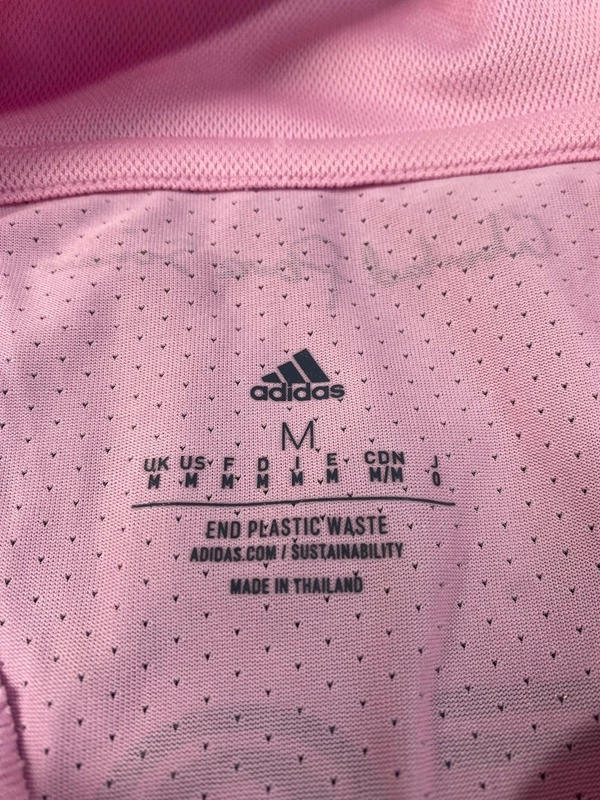 adidas
M
UK US F D I E CDN J
M M M M M M M/M O
END PLASTIC WASTE
ADIDAS.COM / SUSTAINABILITY
MADE IN THAILAND